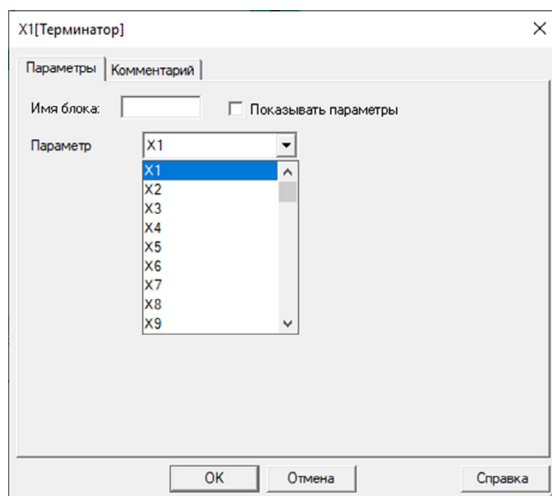 X1[Терминатор]
Параметры Комментарий
Имя блока: Показывать параметры
Параметр X1
X1
X2
X3
X4
X5
X6
X7
X8
X9
OK Отмена Справка